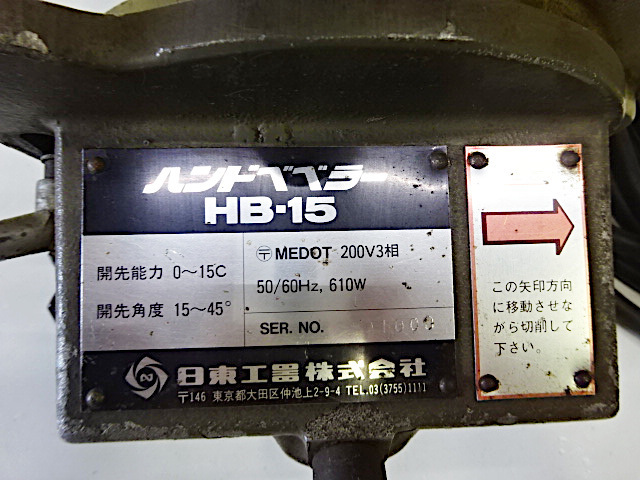 ハンドベベラー
HB-15
開先能力 0～15C
開先角度 15～45°
〒 MEDOT 200V3相
50/60Hz, 610W
SER. NO.
日東工器株式会社
〒146 東京都大田区仲池上2-9-4 TEL.03(3755)1111
この矢印方向
に移動させな
がら切削して
下さい。